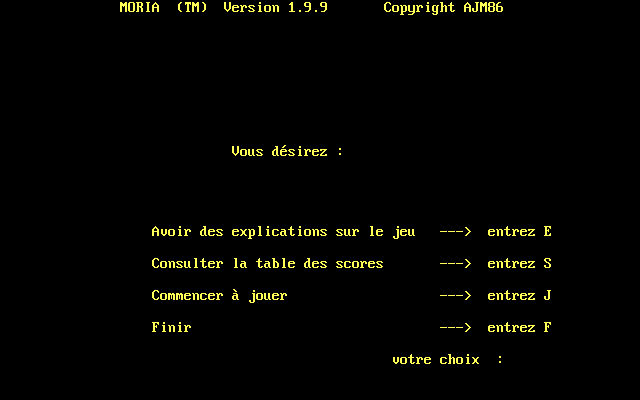 MORIA (TM) Version 1.9.9 Copyright AJM86
Vous désirez :
Avoir des explications sur le jeu ---> entrez E
Consulter la table des scores ---> entrez S
Commencer à jouer ---> entrez J
Finir ---> entrez F
votre choix :